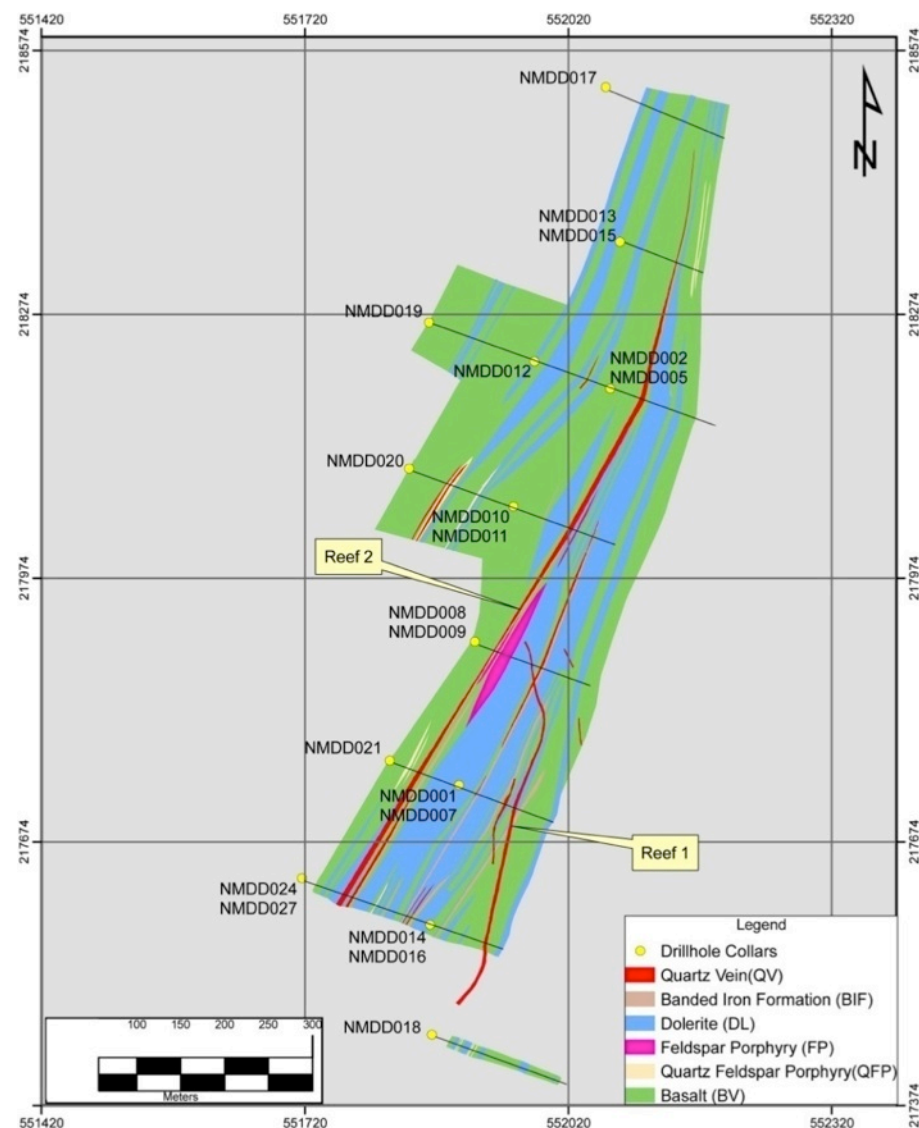 551420 551720 552020 552320
218574 218574
NMDD017
N
NMDD013
NMDD015
218274 218274
NMDD019
NMDD012
NMDD002
NMDD005
NMDD020
NMDD010
NMDD011
Reef 2
217974 217974
NMDD008
NMDD009
NMDD021
NMDD001
NMDD007
217674 217674
Reef 1
NMDD024
NMDD027
NMDD014
NMDD016
NMDD018
100 150 200 250 300
Meters
Legend
Drillhole Collars
Quartz Vein(QV)
Banded Iron Formation (BIF)
Dolerite (DL)
Feldspar Porphyry (FP)
Quartz Feldspar Porphyry(QFP)
Basalt (BV)
217374 217374
551420 551720 552020 552320